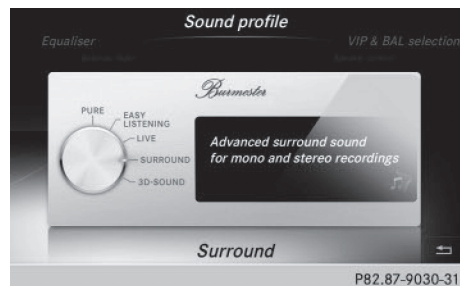 Sound profile
Equaliser
VIP & BAL selection
Burmester
PURE
EASY
LISTENING
LIVE
SURROUND
3D-SOUND
Advanced surround sound
for mono and stereo recordings
Surround
P82.87-9030-31